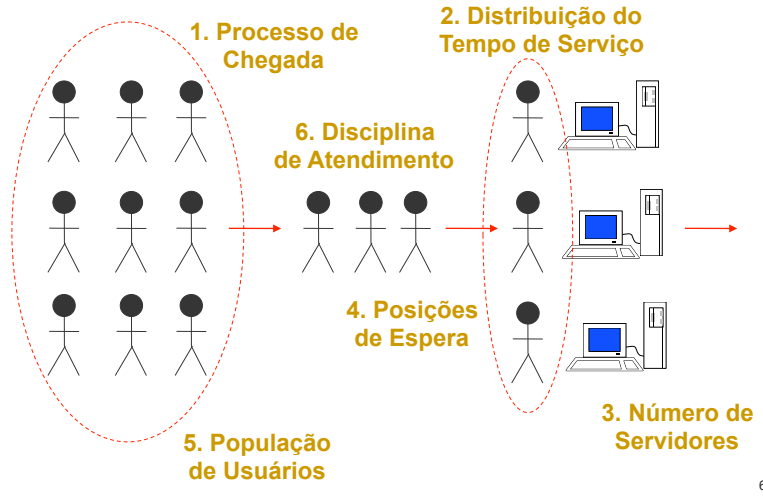 1. Processo de
Chegada
2. Distribuição do
Tempo de Serviço
6. Disciplina
de Atendimento
4. Posições
de Espera
3. Número de
Servidores
5. População
de Usuários
6